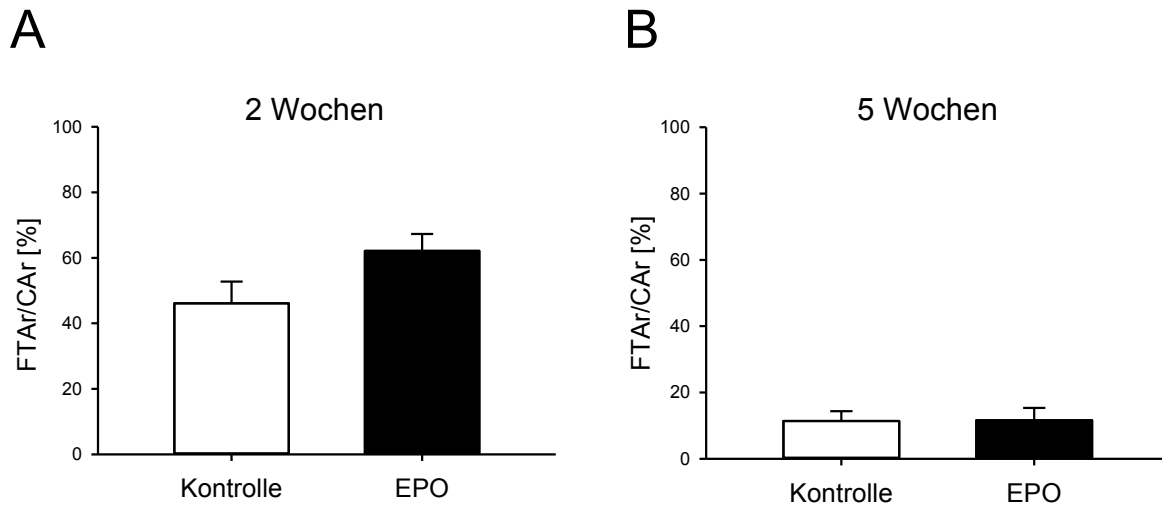 A
2 Wochen
FTAr/CAr [%]
100
80
60
40
20
0
Kontrolle
EPO
B
5 Wochen
FTAr/CAr [%]
100
80
60
40
20
0
Kontrolle
EPO